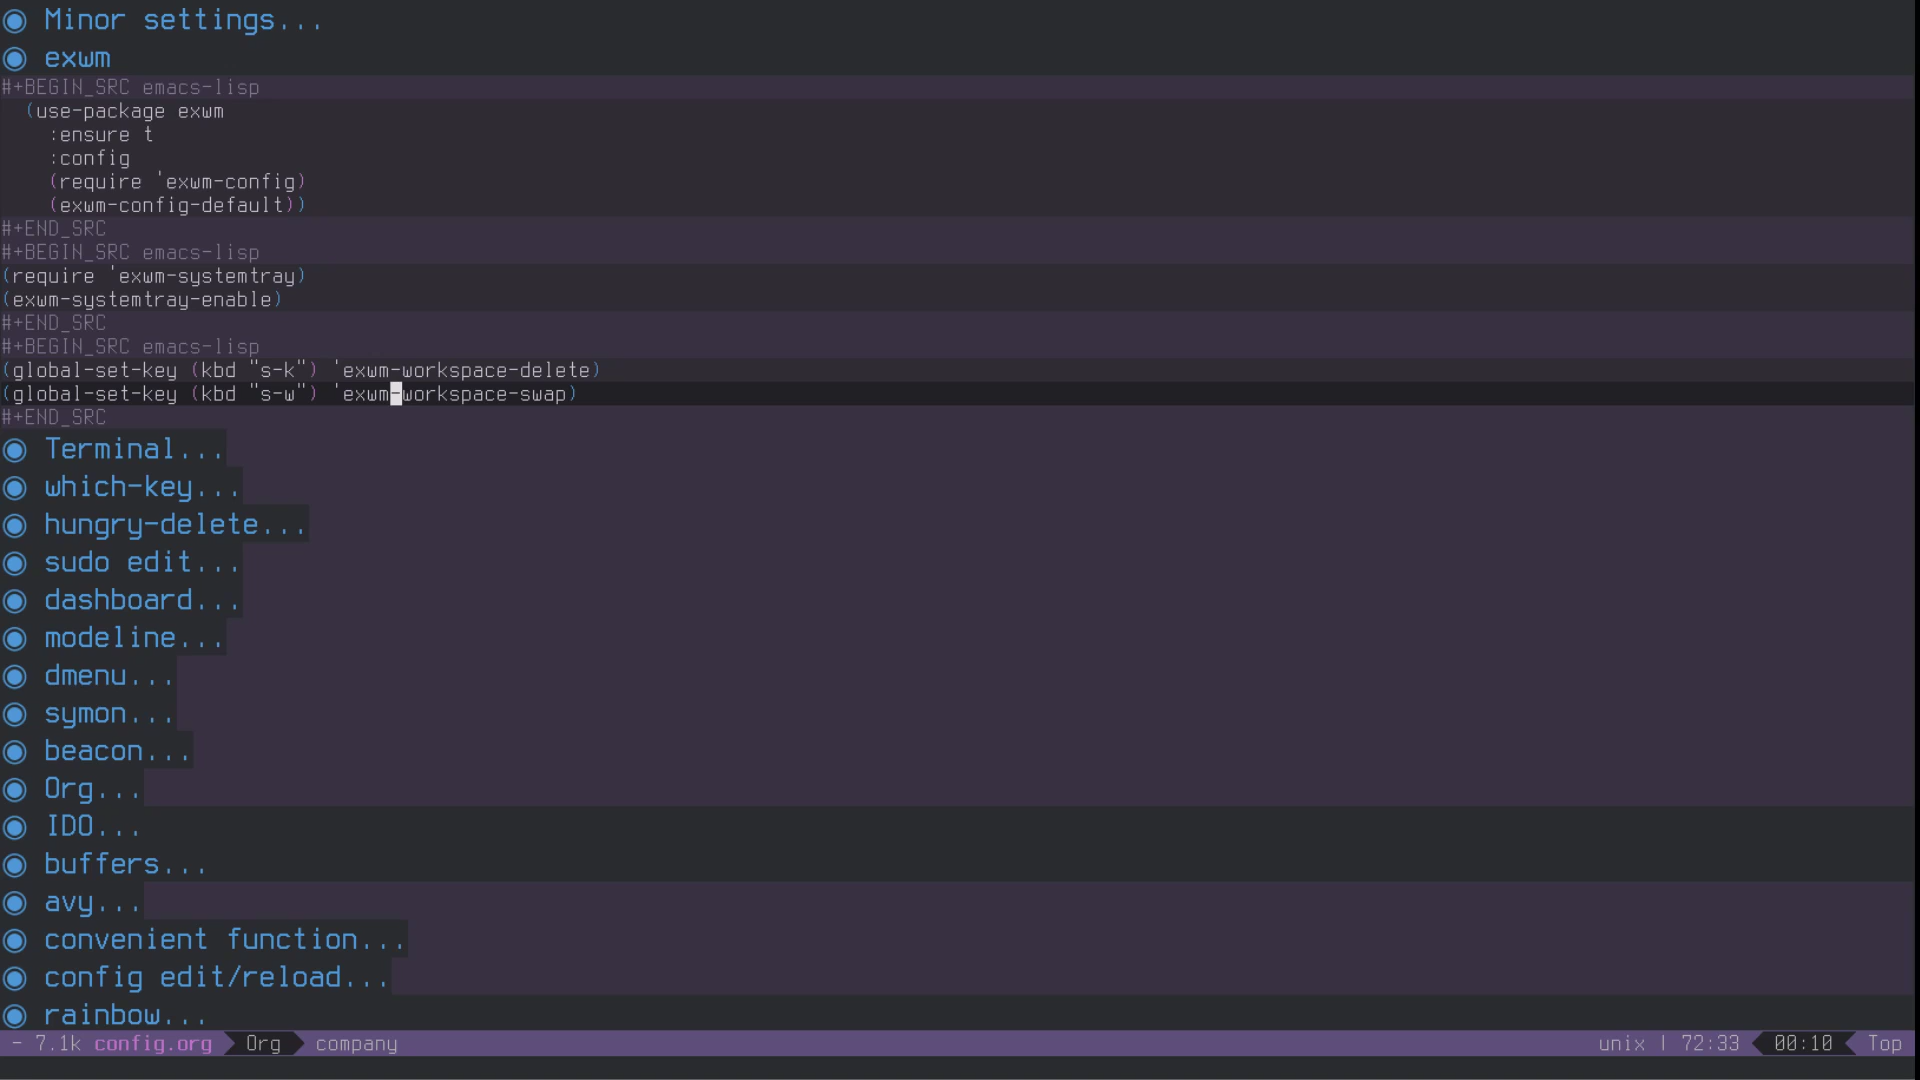 Minor settings...
exwm
#+BEGIN_SRC emacs-lisp
(use-package exwm
:ensure t
:config
(require 'exwm-config)
(exwm-config-default))
#+END_SRC
#+BEGIN_SRC emacs-lisp
(require 'exwm-systemtray)
(exwm-systemtray-enable)
#+END_SRC
#+BEGIN_SRC emacs-lisp
(global-set-key (kbd "s-k") 'exwm-workspace-delete)
(global-set-key (kbd "s-w") 'exwm-workspace-swap)
#+END_SRC
Terminal...
which-key...
hungry-delete...
sudo edit...
dashboard...
modeline...
dmenu...
symon...
beacon...
Org...
IDO...
buffers...
avy...
convenient function...
config edit/reload...
rainbow...
- 7.1k config.org Org company unix | 72:33 00:10 Top